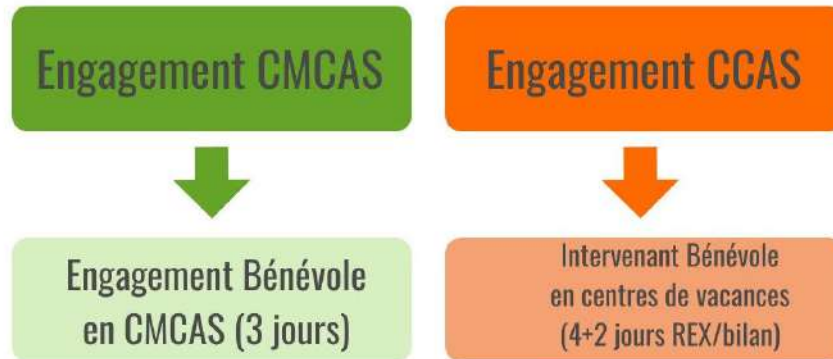 Engagement CMCAS
Engagement CCAS
Engagement Bénévole
en CMCAS (3 jours)
Intervenant Bénévole
en centres de vacances
(4+2 jours REX/bilan)